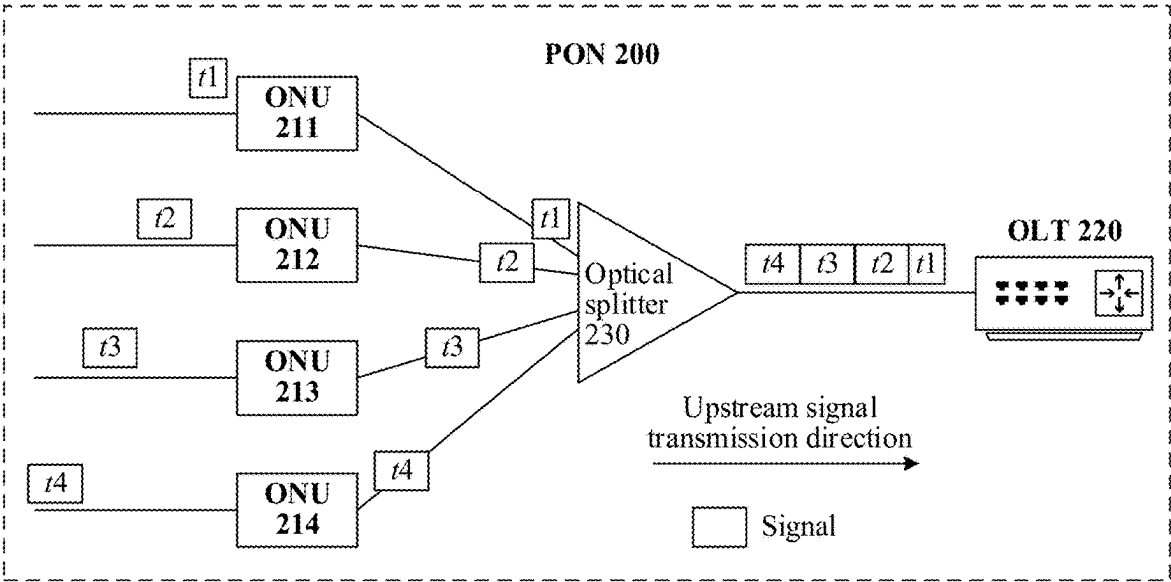 PON 200
t1
ONU
211
t2
ONU
212
t1
t2
Optical
splitter
230
t4 t3 t2 t1
OLT 220
t3
ONU
213
t3
Upstream signal
transmission direction
t4
ONU
214
t4
Signal